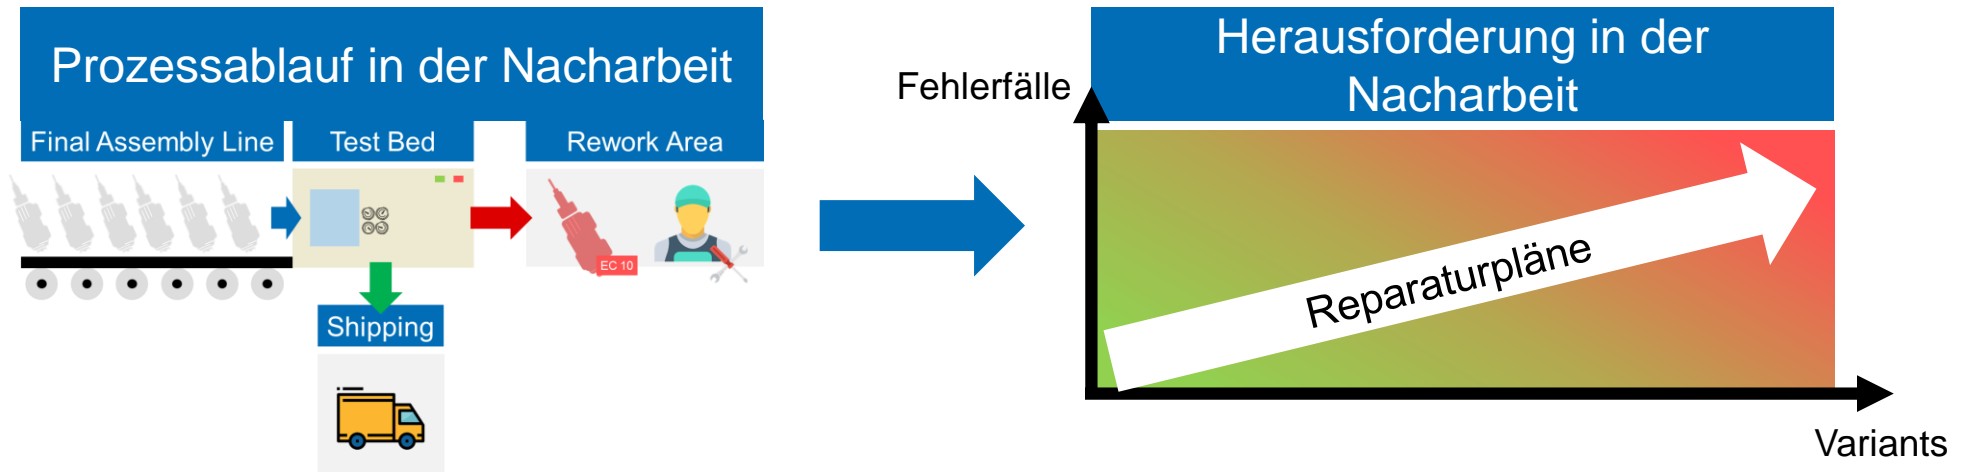 Prozessablauf in der Nacharbeit
Final Assembly Line
Test Bed
Rework Area
EC 10
Shipping
Herausforderung in der
Nacharbeit
Fehlerfälle
Reparaturpläne
Variants